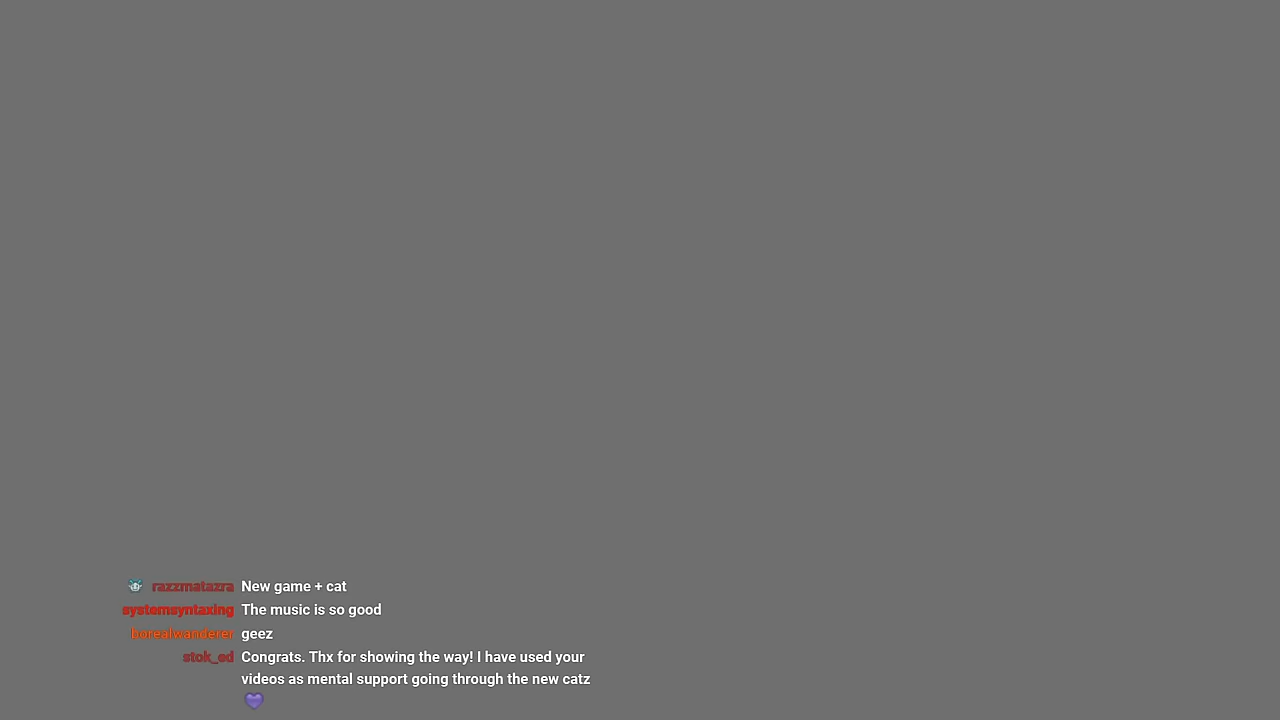 razzmatazra New game + cat
systemsyntaxing The music is so good
borealwanderer geez
stok_ed Congrats. Thx for showing the way! I have used your
videos as mental support going through the new catz